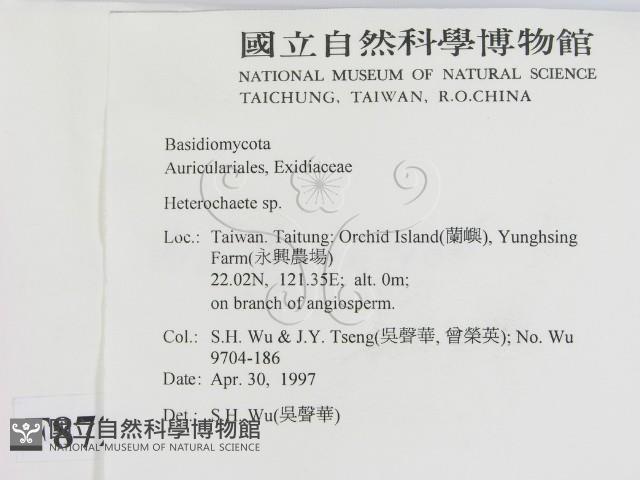 國立自然科學博物館
NATIONAL MUSEUM OF NATURAL SCIENCE
TAICHUNG, TAIWAN, R.O.CHINA
Basidiomycota
Auriculariales, Exidiaceae
Heterochaete sp.
Loc.: Taiwan. Taitung: Orchid Island(蘭嶼), Yunghsing
Farm(永興農場)
22.02N, 121.35E; alt. 0m;
on branch of angiosperm.
Col.: S.H. Wu & J.Y. Tseng(吳聲華, 曾榮英); No. Wu
9704-186
Date: Apr. 30, 1997
Det.: S.H. Wu(吳聲華)
國立自然科學博物館
NATIONAL MUSEUM OF NATURAL SCIENCE